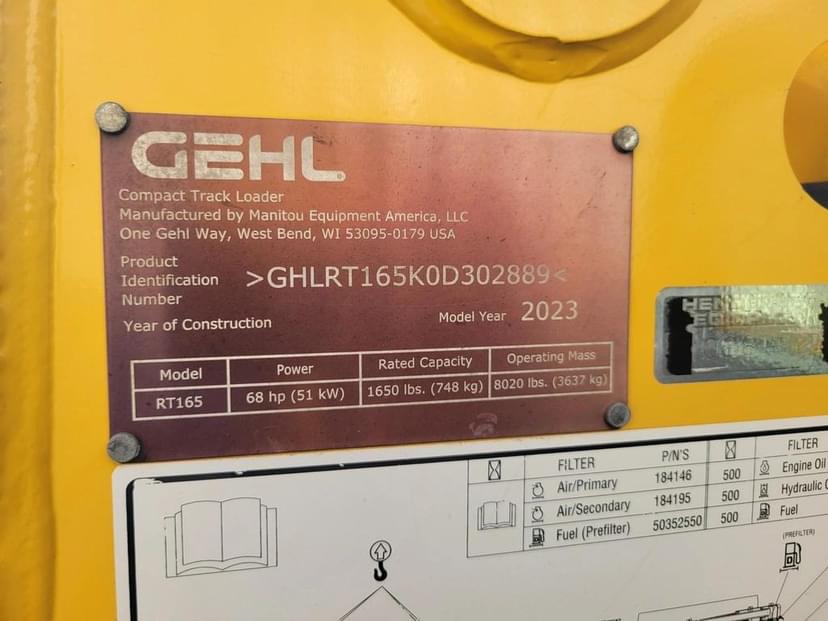 GEHL
Compact Track Loader
Manufactured by Manitou Equipment America, LLC
One Gehl Way, West Bend, WI 53095-0179 USA
Product
Identification >GHLRT165K0D302889<
Number
Year of Construction Model Year 2023
Model Power Rated Capacity Operating Mass
RT165 68 hp (51 kW) 1650 lbs. (748 kg) 8020 lbs. (3637 kg)
FILTER P/N'S FILTER
Air/Primary 184146 500 Engine Oil
Air/Secondary 184195 500 Hydraulic
Fuel (Prefilter) 50352550 500 Fuel
(PREFILTER)
D